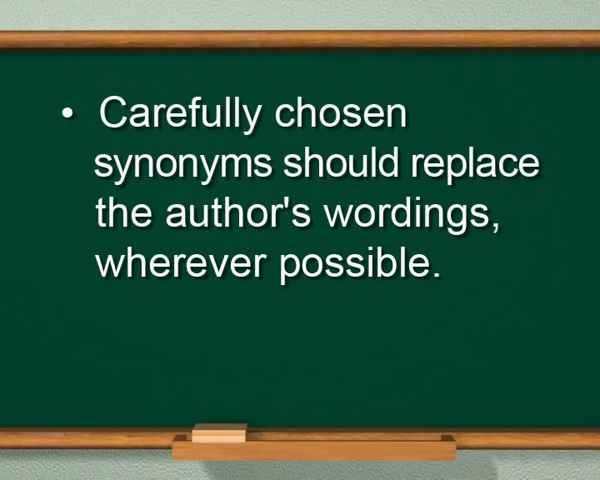 • Carefully chosen
synonyms should replace
the author's wordings,
wherever possible.